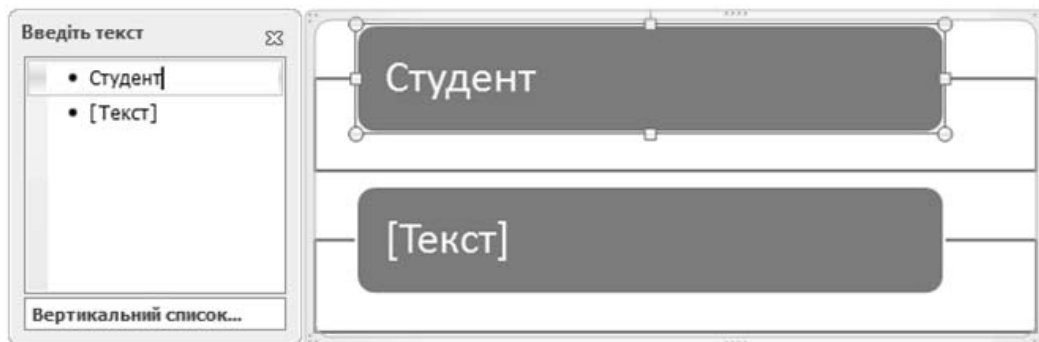 Введіть текст
• Студент
• [Текст]
Вертикальний список...
Студент
[Текст]